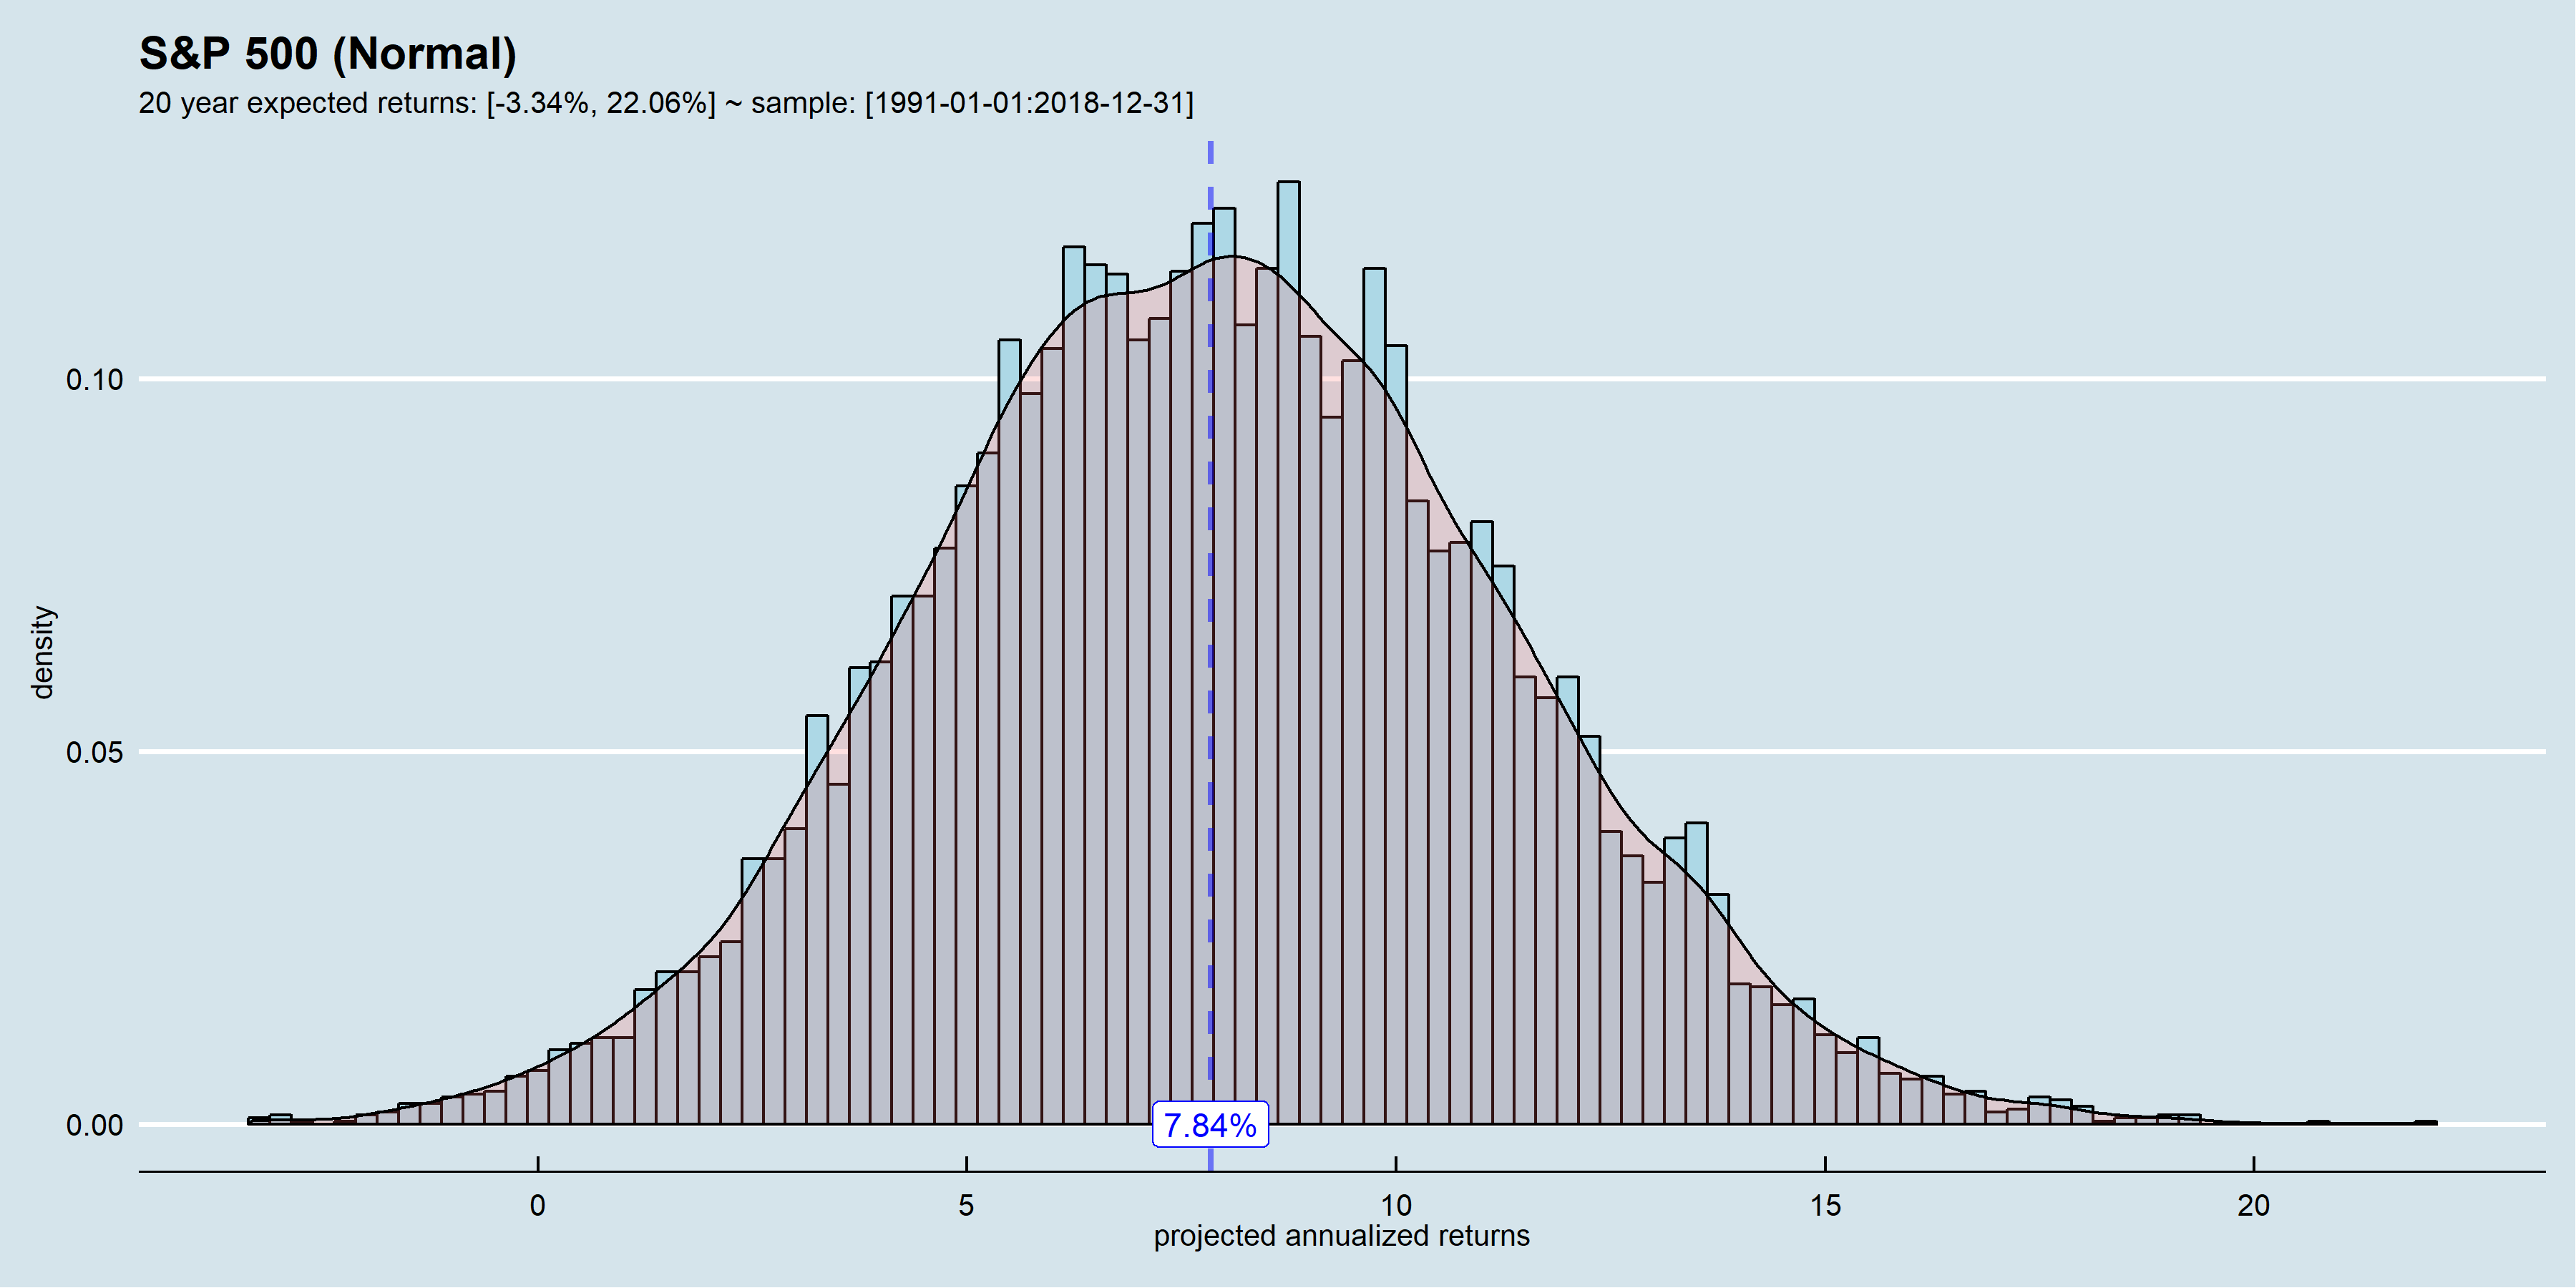 S&P 500 (Normal)
20 year expected returns: [-3.34%, 22.06%] ~ sample: [1991-01-01:2018-12-31]
0.10
density
0.05
0.00
7.84%
0 5 10 15 20
projected annualized returns